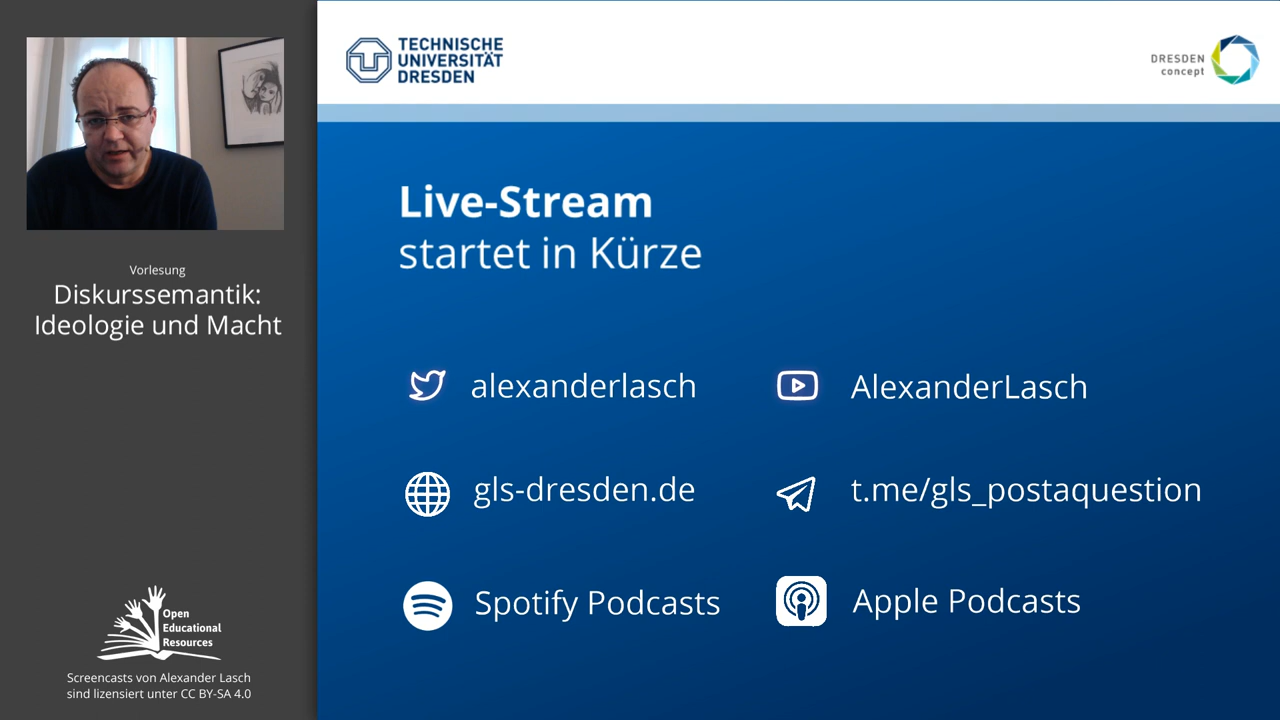 Vorlesung
Diskurssemantik:
Ideologie und Macht
Open
Educational
Resources
Screencasts von Alexander Lasch
sind lizensiert unter CC BY-SA 4.0
TECHNISCHE
UNIVERSITÄT
DRESDEN
DRESDEN
concept
Live-Stream
startet in Kürze
alexanderlasch
AlexanderLasch
gls-dresden.de
t.me/gls_postaquestion
Spotify Podcasts
Apple Podcasts